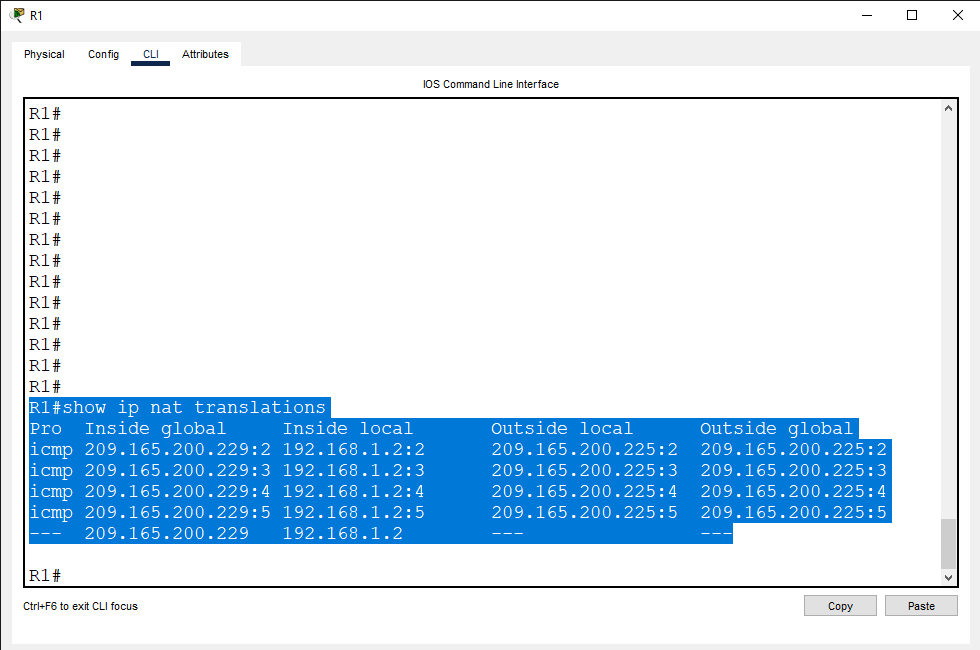 R1
Physical Config CLI Attributes
IOS Command Line Interface
R1#
R1#
R1#
R1#
R1#
R1#
R1#
R1#
R1#
R1#
R1#
R1#
R1#
R1#
R1#show ip nat translations
Pro  Inside global     Inside local       Outside local      Outside global
icmp 209.165.200.229:2 192.168.1.2:2      209.165.200.225:2  209.165.200.225:2
icmp 209.165.200.229:3 192.168.1.2:3      209.165.200.225:3  209.165.200.225:3
icmp 209.165.200.229:4 192.168.1.2:4      209.165.200.225:4  209.165.200.225:4
icmp 209.165.200.229:5 192.168.1.2:5      209.165.200.225:5  209.165.200.225:5
---  209.165.200.229   192.168.1.2        ---                ---
R1#
Ctrl+F6 to exit CLI focus
Copy Paste